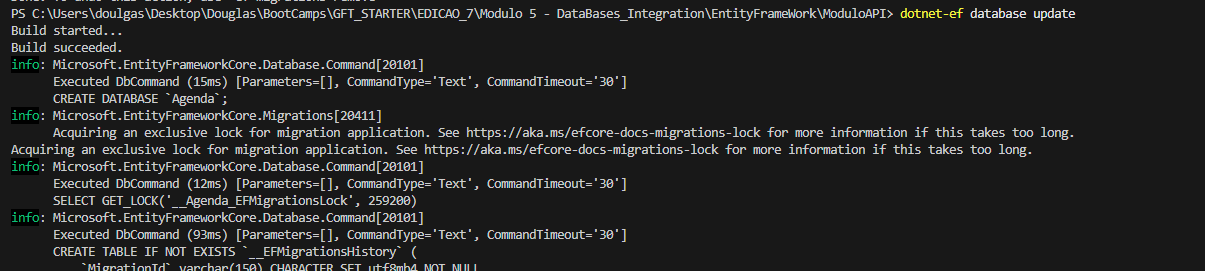 PS C:\Users\doulgas\Desktop\Douglas\BootCamps\GFT_STARTER\EDICAO_7\Modulo 5 - DataBases_Integration\EntityFrameWork\ModuloAPI> dotnet-ef database update
Build started...
Build succeeded.
info: Microsoft.EntityFrameworkCore.Database.Command[20101]
Executed DbCommand (15ms) [Parameters=[], CommandType='Text', CommandTimeout='30']
CREATE DATABASE `Agenda`;
info: Microsoft.EntityFrameworkCore.Migrations[20411]
Acquiring an exclusive lock for migration application. See https://aka.ms/efcore-docs-migrations-lock for more information if this takes too long.
Acquiring an exclusive lock for migration application. See https://aka.ms/efcore-docs-migrations-lock for more information if this takes too long.
info: Microsoft.EntityFrameworkCore.Database.Command[20101]
Executed DbCommand (12ms) [Parameters=[], CommandType='Text', CommandTimeout='30']
SELECT GET_LOCK('__Agenda_EFMigrationsLock', 259200)
info: Microsoft.EntityFrameworkCore.Database.Command[20101]
Executed DbCommand (93ms) [Parameters=[], CommandType='Text', CommandTimeout='30']
CREATE TABLE IF NOT EXISTS `__EFMigrationsHistory` (
`MigrationId` varchar(150) CHARACTER SET utf8mb4 NOT NULL